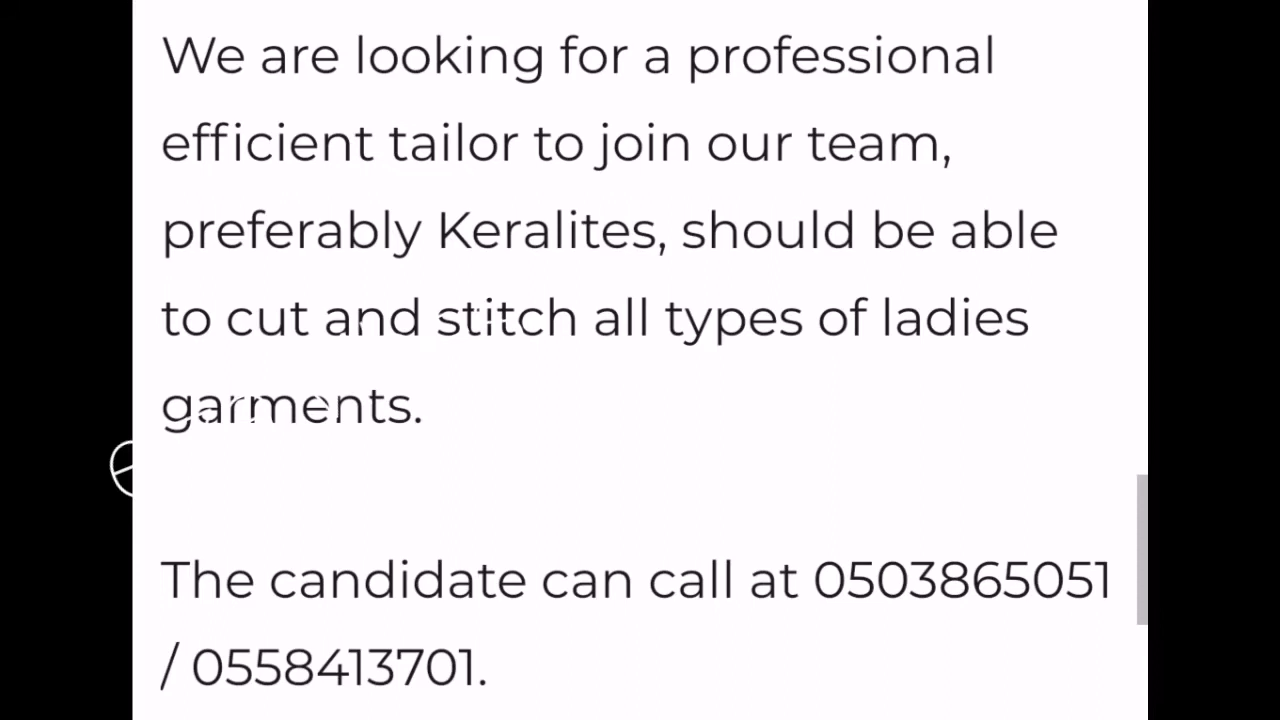 We are looking for a professional
efficient tailor to join our team,
preferably Keralites, should be able
to cut and stitch all types of ladies
garments.
The candidate can call at 0503865051
/ 0558413701.